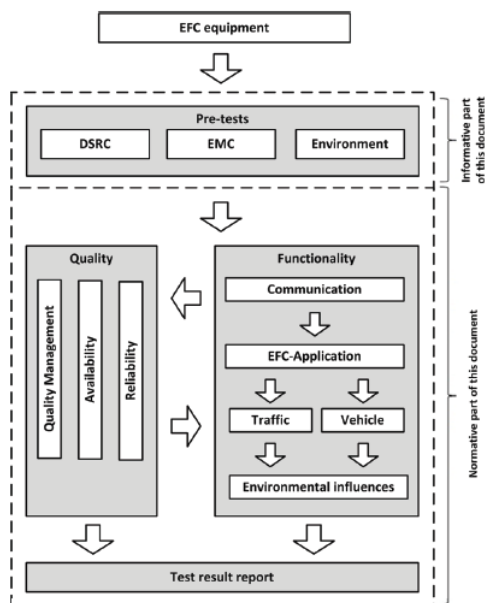 EFC equipment
Pre-tests
DSRC
EMC
Environment
Informative part
of this document
Quality
Quality Management
Availability
Reliability
Functionality
Communication
EFC-Application
Traffic
Vehicle
Environmental influences
Normative part of this document
Test result report